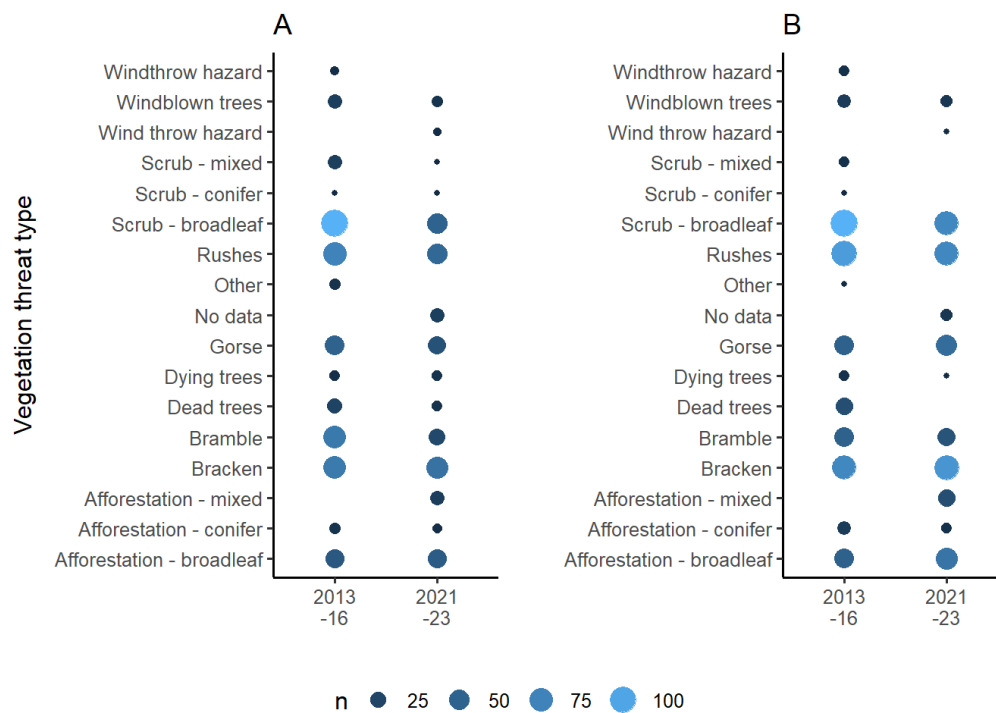 A
B
Vegetation threat type
Windthrow hazard
Windblown trees
Wind throw hazard
Scrub - mixed
Scrub - conifer
Scrub - broadleaf
Rushes
Other
No data
Gorse
Dying trees
Dead trees
Bramble
Bracken
Afforestation - mixed
Afforestation - conifer
Afforestation - broadleaf
2013
-16
2021
-23
Windthrow hazard
Windblown trees
Wind throw hazard
Scrub - mixed
Scrub - conifer
Scrub - broadleaf
Rushes
Other
No data
Gorse
Dying trees
Dead trees
Bramble
Bracken
Afforestation - mixed
Afforestation - conifer
Afforestation - broadleaf
2013
-16
2021
-23
n 25 50 75 100